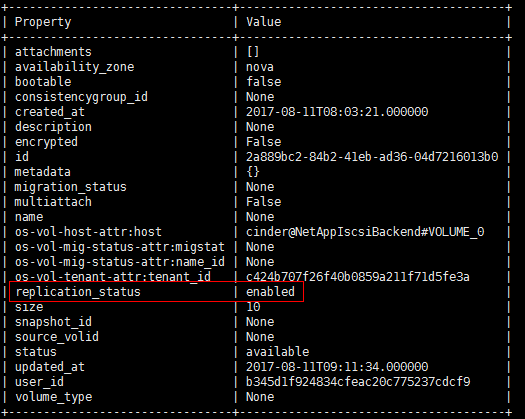 +--------------------------------+--------------------------------------+
| Property | Value |
+--------------------------------+--------------------------------------+
| attachments | [] |
| availability_zone | nova |
| bootable | false |
| consistencygroup_id | None |
| created_at | 2017-08-11T08:03:21.000000 |
| description | None |
| encrypted | False |
| id | 2a889bc2-84b2-41eb-ad36-04d7216013b0 |
| metadata | {} |
| migration_status | None |
| multiattach | False |
| name | None |
| os-vol-host-attr:host | cinder@NetAppIscsiBackend#VOLUME_0 |
| os-vol-mig-status-attr:migstat | None |
| os-vol-mig-status-attr:name_id | None |
| os-vol-tenant-attr:tenant_id | c424b707f26f40b0859a211f71d5fe3a |
| replication_status | enabled |
| size | 10 |
| snapshot_id | None |
| source_volid | None |
| status | available |
| updated_at | 2017-08-11T09:11:34.000000 |
| user_id | b345d1f924834cfeac20c775237cdcf9 |
| volume_type | None |
+--------------------------------+--------------------------------------+